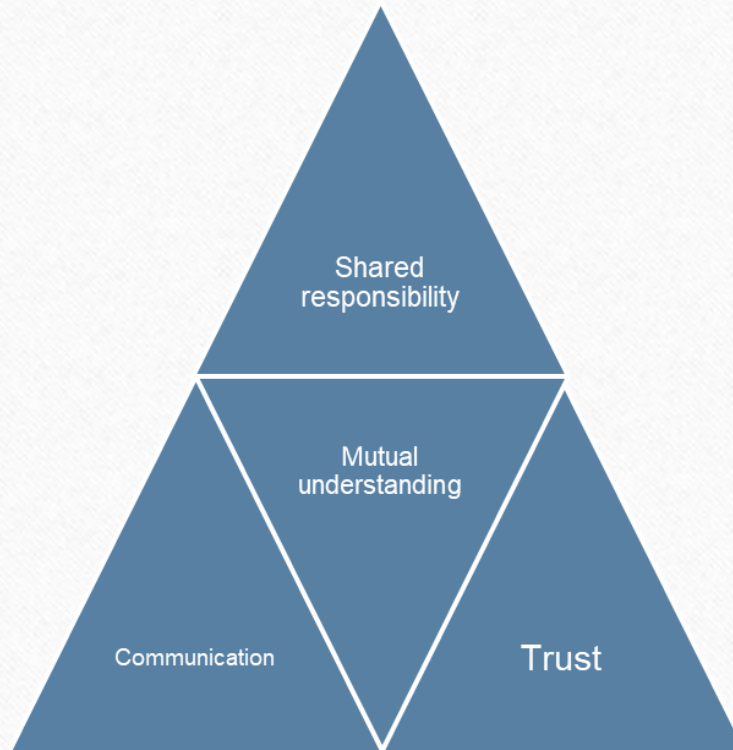 Shared
responsibility
Mutual
understanding
Communication
Trust